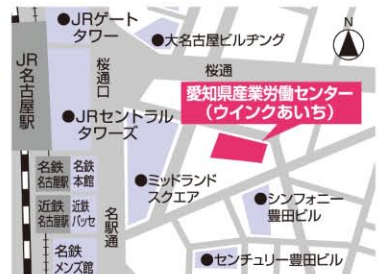 ●JRゲート
タワー
●大名古屋ビルヂング
N
JR名古屋駅
桜通口
桜通
愛知県産業労働センター
（ウインクあいち）
●JRセントラル
タワーズ
名鉄
名古屋駅
名鉄
本館
●ミッドランド
スクエア
近鉄
名古屋駅
近鉄
パッセ
名駅通
●シンフォニー
豊田ビル
名鉄
メンズ館
●センチュリー豊田ビル